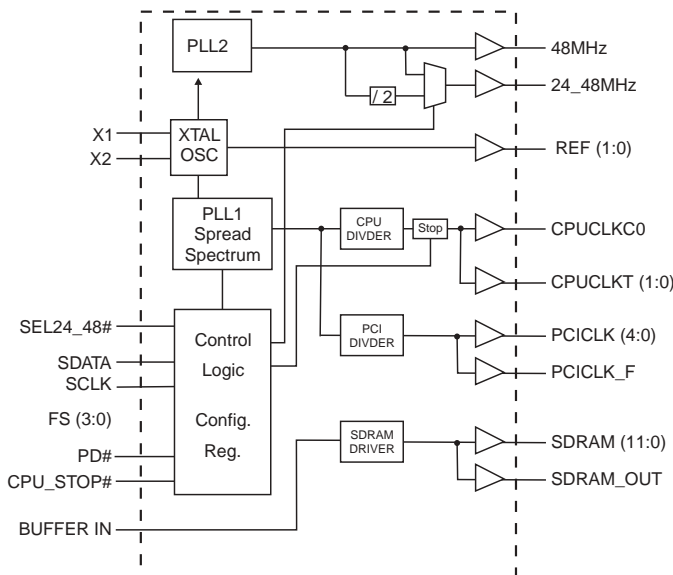 PLL2
48MHz
/ 2
24_48MHz
X1
X2
XTAL
OSC
REF (1:0)
PLL1
Spread
Spectrum
CPU
DIVDER
Stop
CPUCLKC0
CPUCLKT (1:0)
SEL24_48#
SDATA
SCLK
FS (3:0)
PD#
CPU_STOP#
Control
Logic
Config.
Reg.
PCI
DIVDER
PCICLK (4:0)
PCICLK_F
SDRAM
DRIVER
SDRAM (11:0)
SDRAM_OUT
BUFFER IN